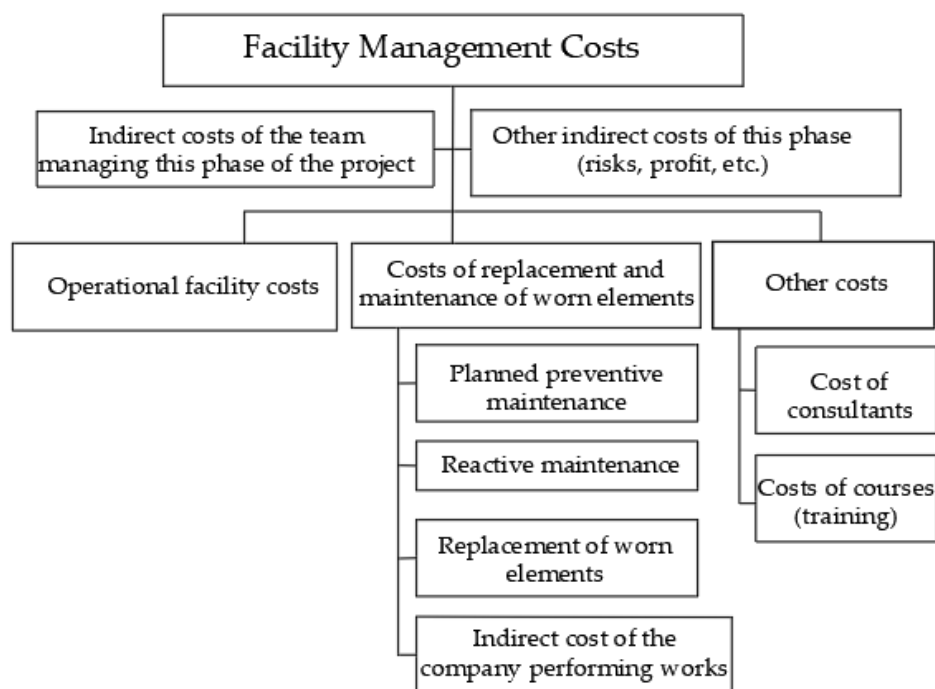 Facility Management Costs
Indirect costs of the team
managing this phase of the project
Other indirect costs of this phase
(risks, profit, etc.)
Operational facility costs
Costs of replacement and
maintenance of worn elements
Other costs
Planned preventive
maintenance
Reactive maintenance
Replacement of worn
elements
Indirect cost of the
company performing works
Cost of
consultants
Costs of courses
(training)